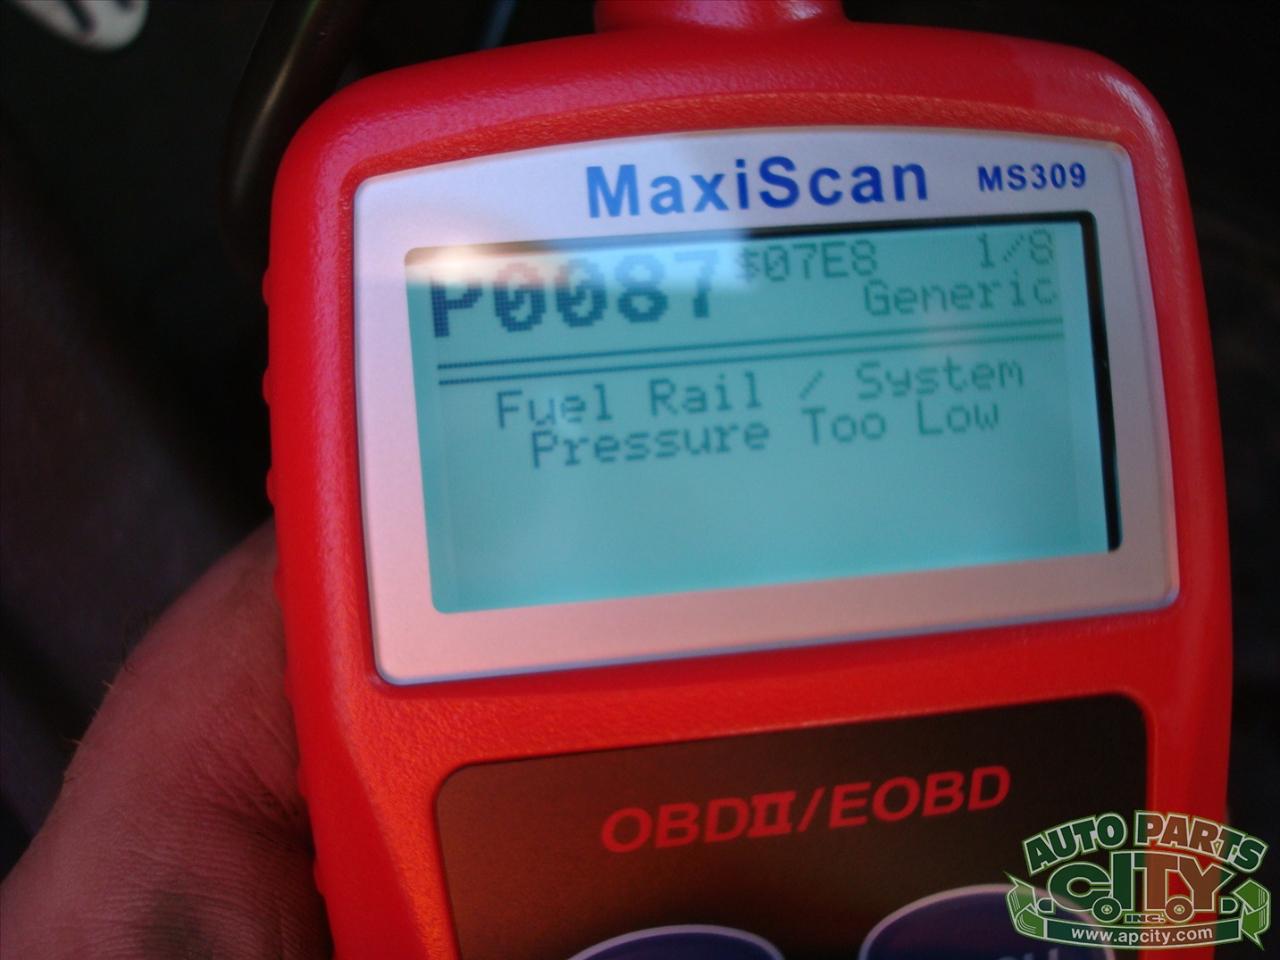 MaxiScan MS309
P0087 $07E8 1/8
Generic
Fuel Rail / System
Pressure Too Low
OBDII/EOBD
AUTO PARTS
CITY
INC.
www.apcity.com